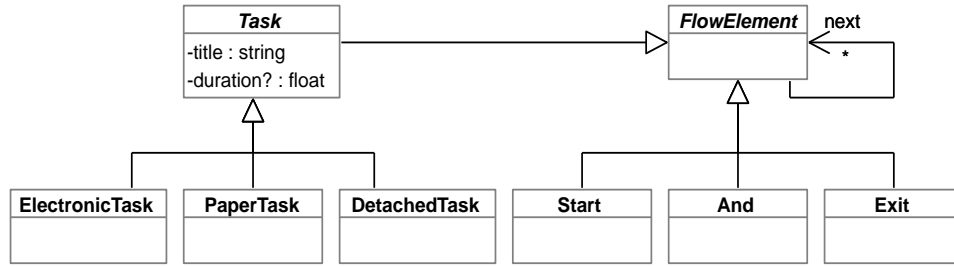 Task
-title : string
-duration? : float
FlowElement
next
*
ElectronicTask
PaperTask
DetachedTask
Start
And
Exit